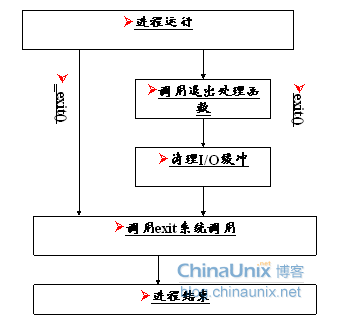 进程运行
_exit()
调用退出处理函
数
exit()
清理I/O缓冲
调用exit系统调用
ChinaUnix 博客
blog.chinaunix.net
进程结束